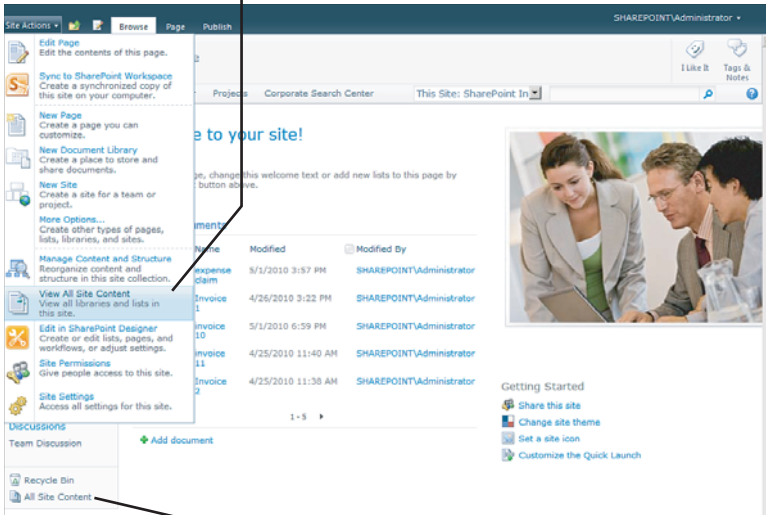 SHAREPOINT\Administrator
Site Actions
Browse
Page
Publish
Edit Page
Edit the contents of this page.
Sync to SharePoint Workspace
Create a synchronized copy of
this site on your computer.
New Page
Create a page you can
customize.
New Document Library
Create a place to store and
share documents.
New Site
Create a site for a team or
project.
More Options...
Create other types of pages,
lists, libraries, and sites.
Manage Content and Structure
Reorganize content and
structure in this site collection.
View All Site Content
View all libraries and lists in
this site.
Edit in SharePoint Designer
Create or edit lists, pages, and
workflows, or adjust settings.
Site Permissions
Give people access to this site.
Site Settings
Access all settings for this site.
I Like It
Tags &
Notes
Projects
Corporate Search Center
This Site: SharePoint In
e to your site!
ge, change this welcome text or add new lists to this page by
button above.
uments
Name Modified Modified By
expense
claim
5/1/2010 3:57 PM SHAREPOINT\Administrator
Invoice
1
4/26/2010 3:22 PM SHAREPOINT\Administrator
invoice
10
5/1/2010 6:59 PM SHAREPOINT\Administrator
invoice
11
4/25/2010 11:40 AM SHAREPOINT\Administrator
Invoice
2
4/25/2010 11:38 AM SHAREPOINT\Administrator
1 - 5
Add document
Getting Started
Share this site
Change site theme
Set a site icon
Customize the Quick Launch
Discussions
Team Discussion
Recycle Bin
All Site Content